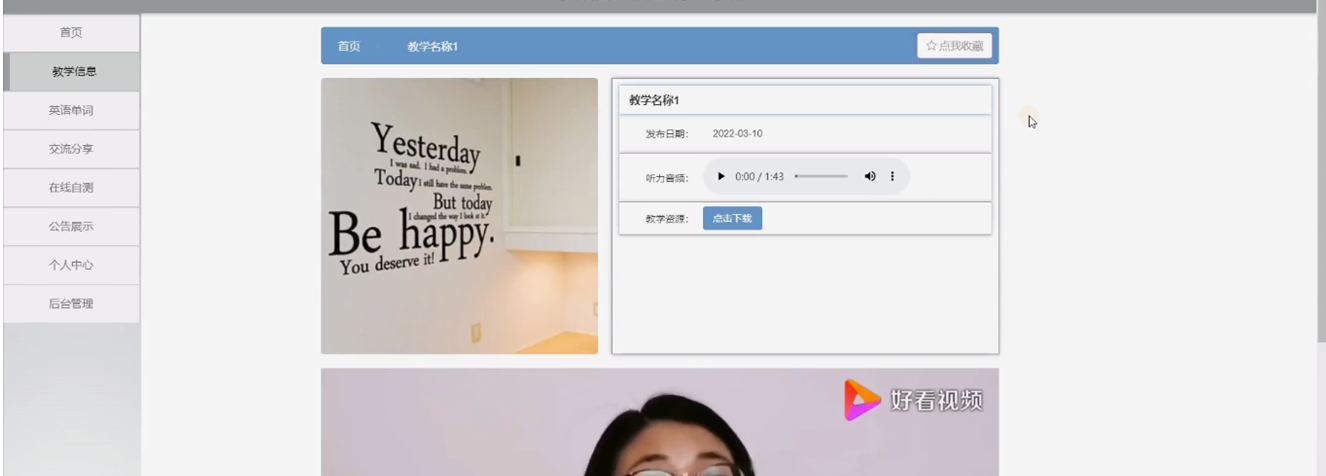 首页
教学信息
英语单词
交流分享
在线自测
公告展示
个人中心
后台管理
首页 教学名称1 ☆点我收藏
Yesterday
I was sad. I had a problem.
Today I still have the same problem.
But today
I changed the way I look at it.
Be happy.
You deserve it!
教学名称1
发布日期： 2022-03-10
听力音频： 0:00 / 1:43
教学资源： 点击下载
好看视频